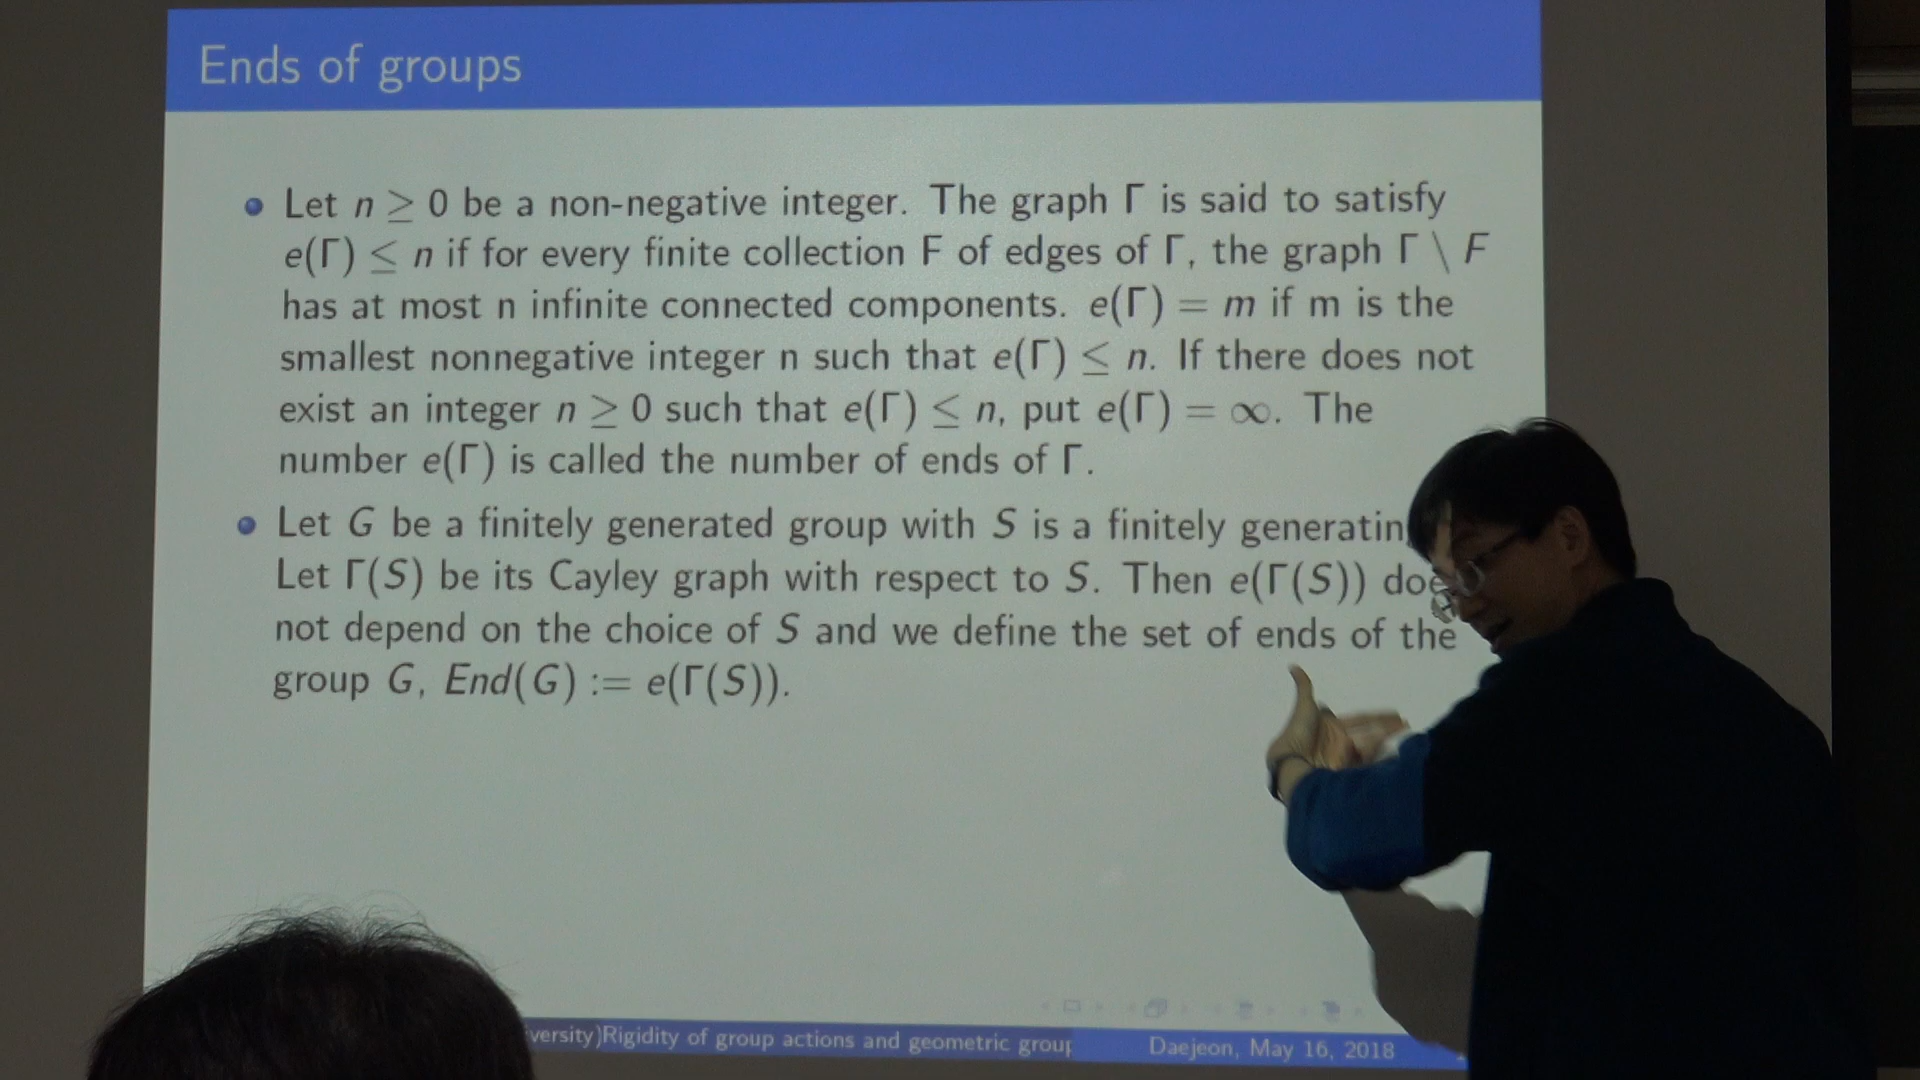 Ends of groups
Let n ≥ 0 be a non-negative integer. The graph Γ is said to satisfy
e(Γ) ≤ n if for every finite collection F of edges of Γ, the graph Γ \ F
has at most n infinite connected components. e(Γ) = m if m is the
smallest nonnegative integer n such that e(Γ) ≤ n. If there does not
exist an integer n ≥ 0 such that e(Γ) ≤ n, put e(Γ) = ∞. The
number e(Γ) is called the number of ends of Γ.
Let G be a finitely generated group with S is a finitely generatin
Let Γ(S) be its Cayley graph with respect to S. Then e(Γ(S)) doe
not depend on the choice of S and we define the set of ends of the
group G, End(G) := e(Γ(S)).
versity)Rigidity of group actions and geometric group Daejeon, May 16, 2018